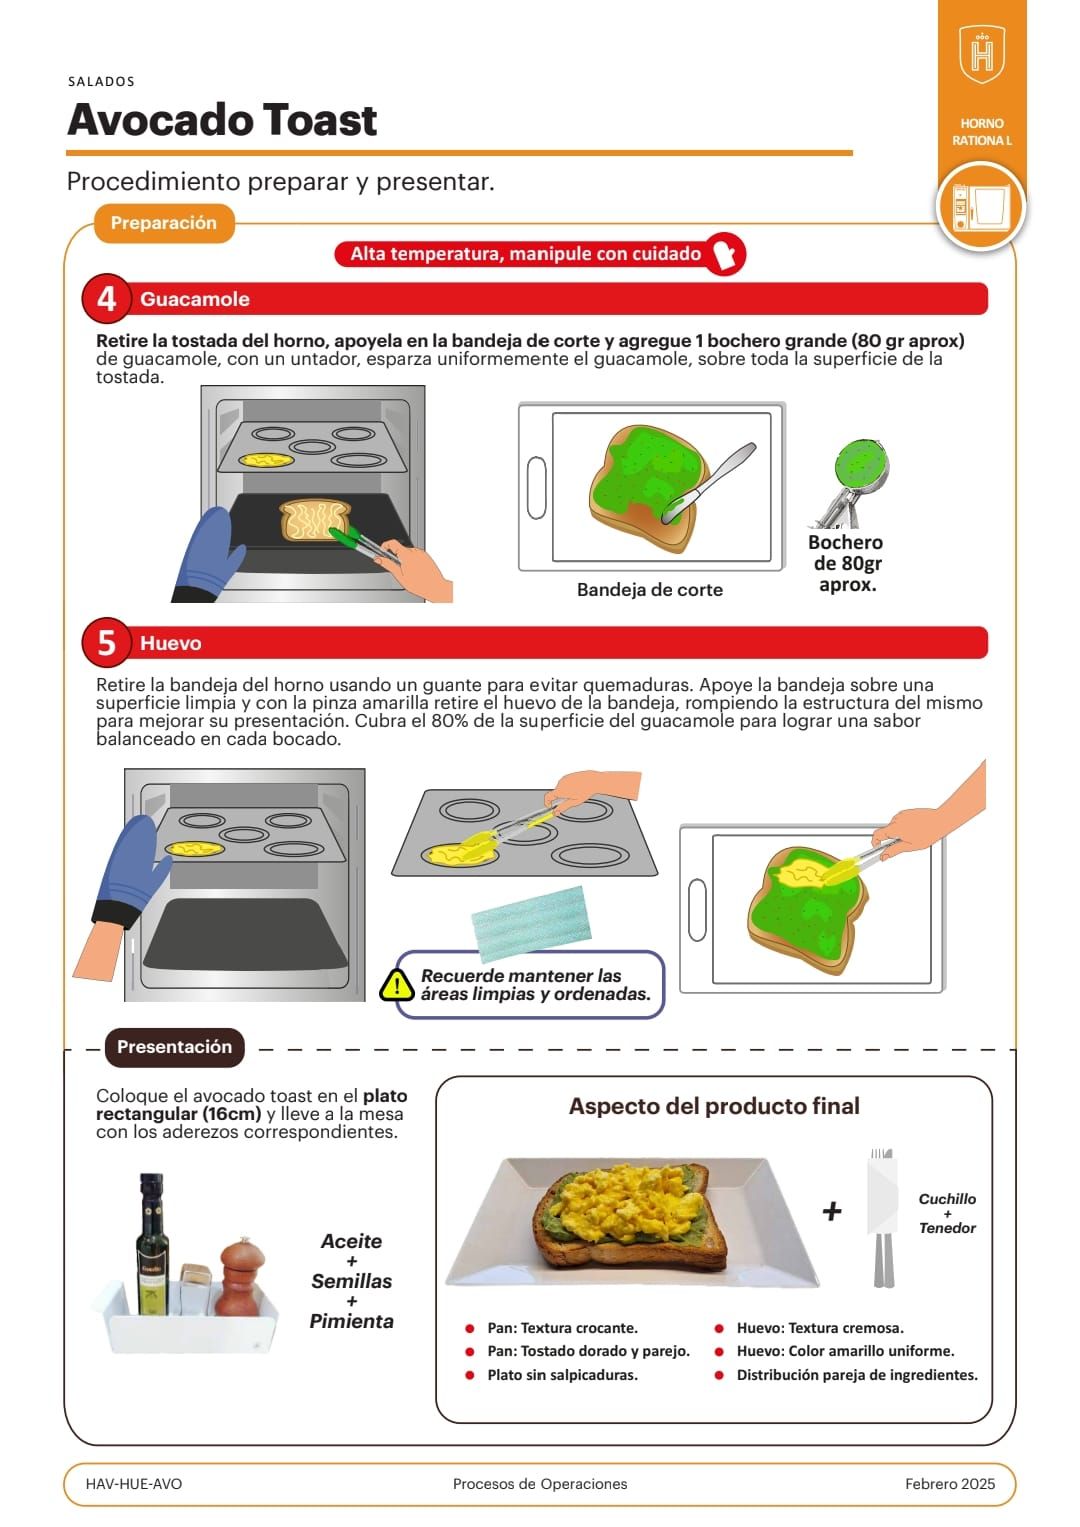 SALADOS
Avocado Toast
HORNO
RATIONAL
Procedimiento preparar y presentar.
Preparación
Alta temperatura, manipule con cuidado
4 Guacamole
Retire la tostada del horno, apoyela en la bandeja de corte y agregue 1 bochero grande (80 gr aprox)
de guacamole, con un untador, esparza uniformemente el guacamole, sobre toda la superficie de la
tostada.
Bandeja de corte
Bochero
de 80gr
aprox.
5 Huevo
Retire la bandeja del horno usando un guante para evitar quemaduras. Apoye la bandeja sobre una
superficie limpia y con la pinza amarilla retire el huevo de la bandeja, rompiendo la estructura del mismo
para mejorar su presentación. Cubra el 80% de la superficie del guacamole para lograr una sabor
balanceado en cada bocado.
Recuerde mantener las
áreas limpias y ordenadas.
Presentación
Coloque el avocado toast en el plato
rectangular (16cm) y lleve a la mesa
con los aderezos correspondientes.
Aceite
+
Semillas
+
Pimienta
Aspecto del producto final
+
Cuchillo
+
Tenedor
Pan: Textura crocante.
Pan: Tostado dorado y parejo.
Plato sin salpicaduras.
Huevo: Textura cremosa.
Huevo: Color amarillo uniforme.
Distribución pareja de ingredientes.
HAV-HUE-AVO
Procesos de Operaciones
Febrero 2025